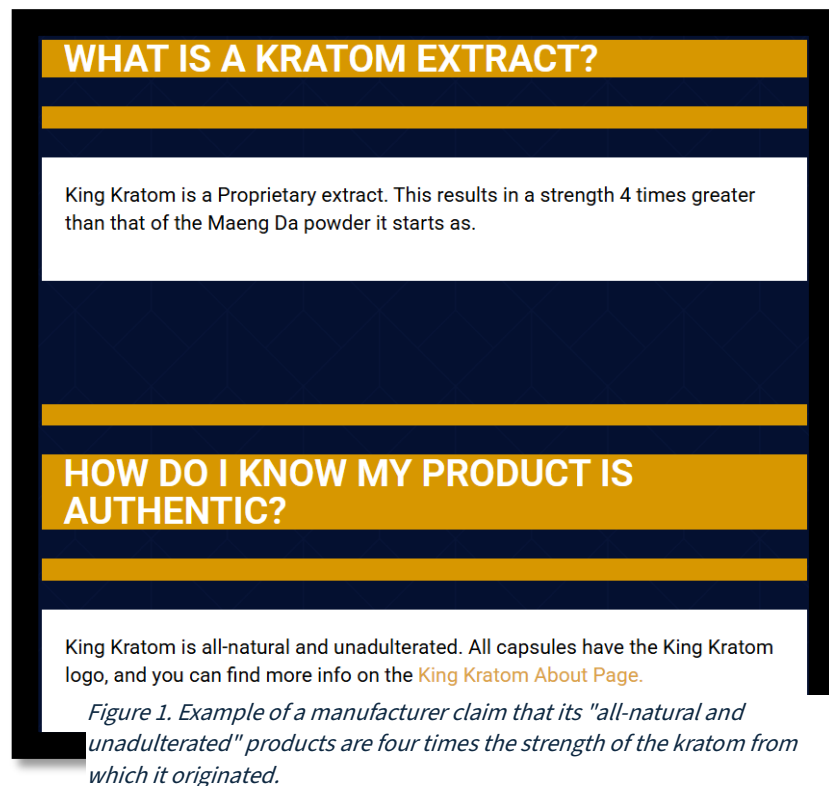 WHAT IS A KRATOM EXTRACT?
King Kratom is a Proprietary extract. This results in a strength 4 times greater
than that of the Maeng Da powder it starts as.
HOW DO I KNOW MY PRODUCT IS
AUTHENTIC?
King Kratom is all-natural and unadulterated. All capsules have the King Kratom
logo, and you can find more info on the King Kratom About Page.
Figure 1. Example of a manufacturer claim that its "all-natural and
unadulterated" products are four times the strength of the kratom from
which it originated.